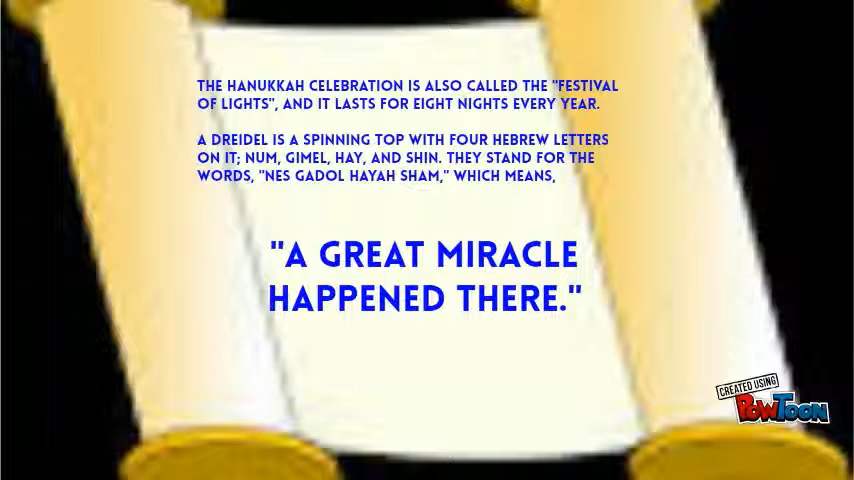 THE HANUKKAH CELEBRATION IS ALSO CALLED THE "FESTIVAL
OF LIGHTS", AND IT LASTS FOR EIGHT NIGHTS EVERY YEAR.
A DREIDEL IS A SPINNING TOP WITH FOUR HEBREW LETTERS
ON IT; NUM, GIMEL, HAY, AND SHIN. THEY STAND FOR THE
WORDS, "NES GADOL HAYAH SHAM," WHICH MEANS,
"A GREAT MIRACLE
HAPPENED THERE."
CREATED USING
POWTOON